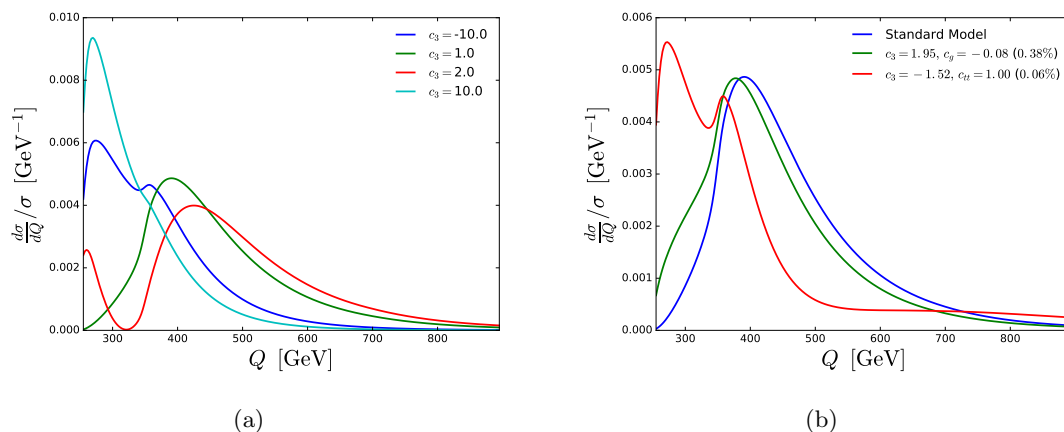 0.010
0.008
0.006
0.004
0.002
0.000
300 400 500 600 700 800
Q [GeV]
dσ/dQ /σ [GeV⁻¹]
c₃ = -10.0
c₃ = 1.0
c₃ = 2.0
c₃ = 10.0
(a)
0.006
0.005
0.004
0.003
0.002
0.001
0.000
300 400 500 600 700 800
Q [GeV]
dσ/dQ /σ [GeV⁻¹]
Standard Model
c₃ = 1.95, c_g = −0.08 (0.38%)
c₃ = −1.52, c_tt = 1.00 (0.06%)
(b)